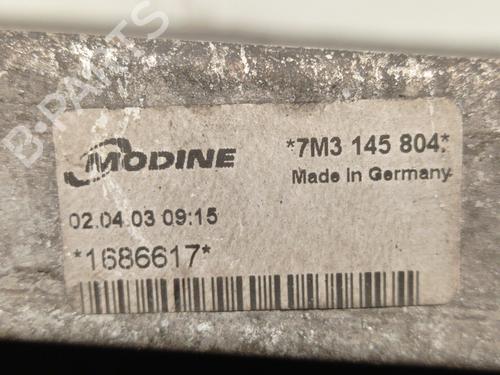 B-PARTS
MODINE
*7M3 145 804*
Made in Germany
02.04.03 09:15
*1686617*